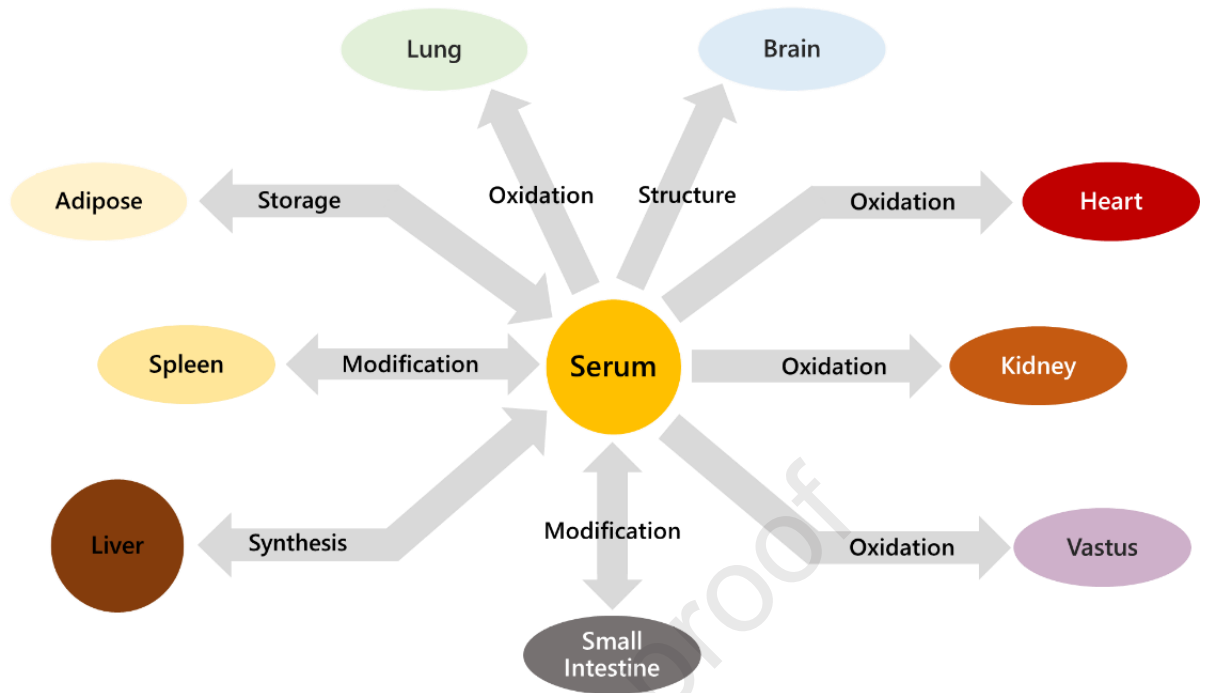 Lung
Brain
Adipose
Storage
Oxidation
Structure
Oxidation
Heart
Spleen
Modification
Serum
Oxidation
Kidney
Liver
Synthesis
Modification
Oxidation
Vastus
Small
Intestine
proof